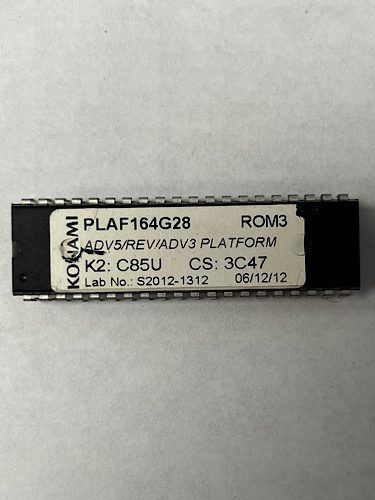 KONAMI
PLAF164G28 ROM3
ADV5/REV/ADV3 PLATFORM
K2: C85U CS: 3C47
Lab No.: S2012-1312 06/12/12